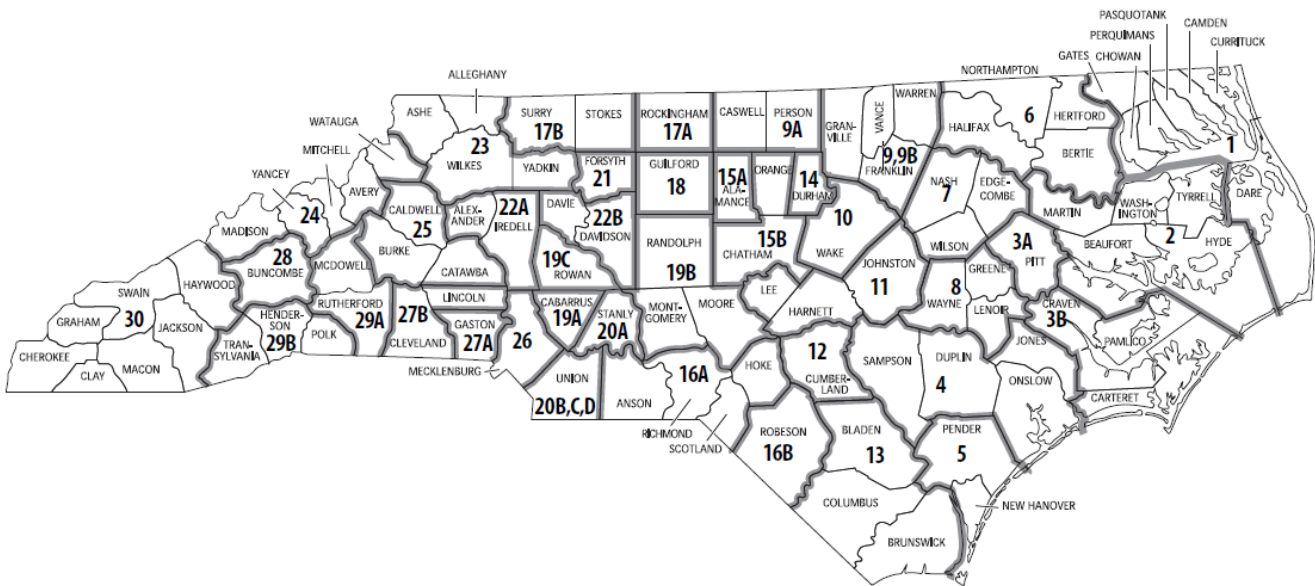 PASQUOTANK
CAMDEN
PERQUIMANS
CURRITUCK
GATES
CHOWAN
NORTHAMPTON
ALLEGHANY
ASHE
SURRY
17B
STOKES
ROCKINGHAM
17A
CASWELL
PERSON
9A
GRAN-
VILLE
VANCE
WARREN
9,9B
FRANKLIN
HALIFAX
6
HERTFORD
BERTIE
1
WATAUGA
MITCHELL
YANCEY
23
WILKES
YADKIN
FORSYTH
21
GUILFORD
18
15A
ALA-
MANCE
ORANGE
14
DURHAM
NASH
7
EDGE-
COMBE
MARTIN
WASH-
INGTON
TYRRELL
DARE
AVERY
24
CALDWELL
25
ALEX-
ANDER
22A
IREDELL
DAVIE
22B
DAVIDSON
RANDOLPH
19B
15B
CHATHAM
10
WAKE
WILSON
3A
PITT
BEAUFORT
2
HYDE
MADISON
28
BUNCOMBE
MCDOWELL
BURKE
CATAWBA
19C
ROWAN
JOHNSTON
11
GREENE
8
WAYNE
LENOIR
CRAVEN
3B
JONES
PAMLICO
SWAIN
HAYWOOD
RUTHERFORD
29A
LINCOLN
27B
CLEVELAND
CABARRUS
19A
STANLY
20A
MONT-
GOMERY
MOORE
LEE
HARNETT
GRAHAM
30
JACKSON
HENDER-
SON
29B
POLK
TRAN-
SYLVANIA
GASTON
27A
26
MECKLENBURG
CHEROKEE
CLAY
MACON
UNION
20B,C,D
ANSON
16A
RICHMOND
SCOTLAND
HOKE
12
CUMBER-
LAND
SAMPSON
DUPLIN
4
ONSLOW
CARTERET
ROBESON
16B
BLADEN
13
PENDER
5
COLUMBUS
NEW HANOVER
BRUNSWICK